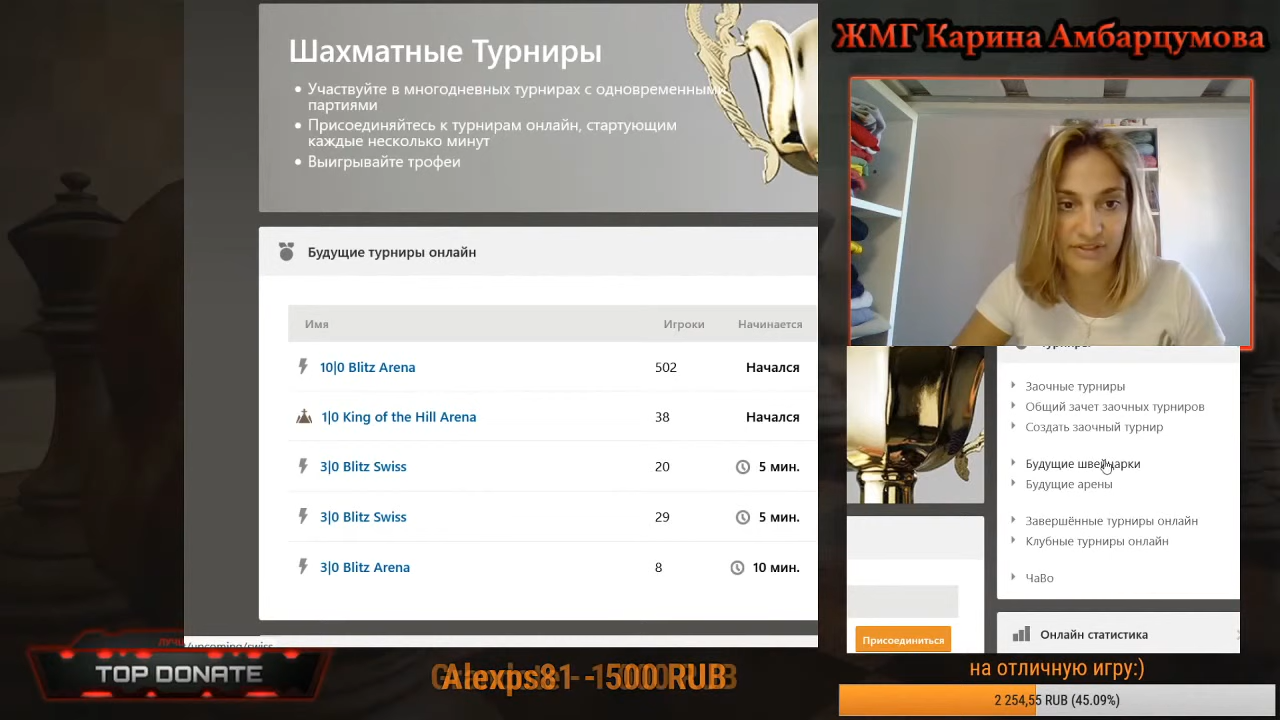 Шахматные Турниры
Участвуйте в многодневных турнирах с одновременными
партиями
Присоединяйтесь к турнирам онлайн, стартующим
каждые несколько минут
Выигрывайте трофеи
Будущие турниры онлайн
Имя Игроки Начинается
10|0 Blitz Arena 502 Начался
1|0 King of the Hill Arena 38 Начался
3|0 Blitz Swiss 20 5 мин.
3|0 Blitz Swiss 29 5 мин.
3|0 Blitz Arena 8 10 мин.
/upcoming/swiss
TOP DONATE
Alexps81 - 500 RUB
ЖМГ Карина Амбарцумова
Заочные турниры
Общий зачет заочных турниров
Создать заочный турнир
Будущие швейцарки
Будущие арены
Завершённые турниры онлайн
Клубные турниры онлайн
ЧаВо
Присоединиться
Онлайн статистика
на отличную игру:)
2 254,55 RUB (45.09%)